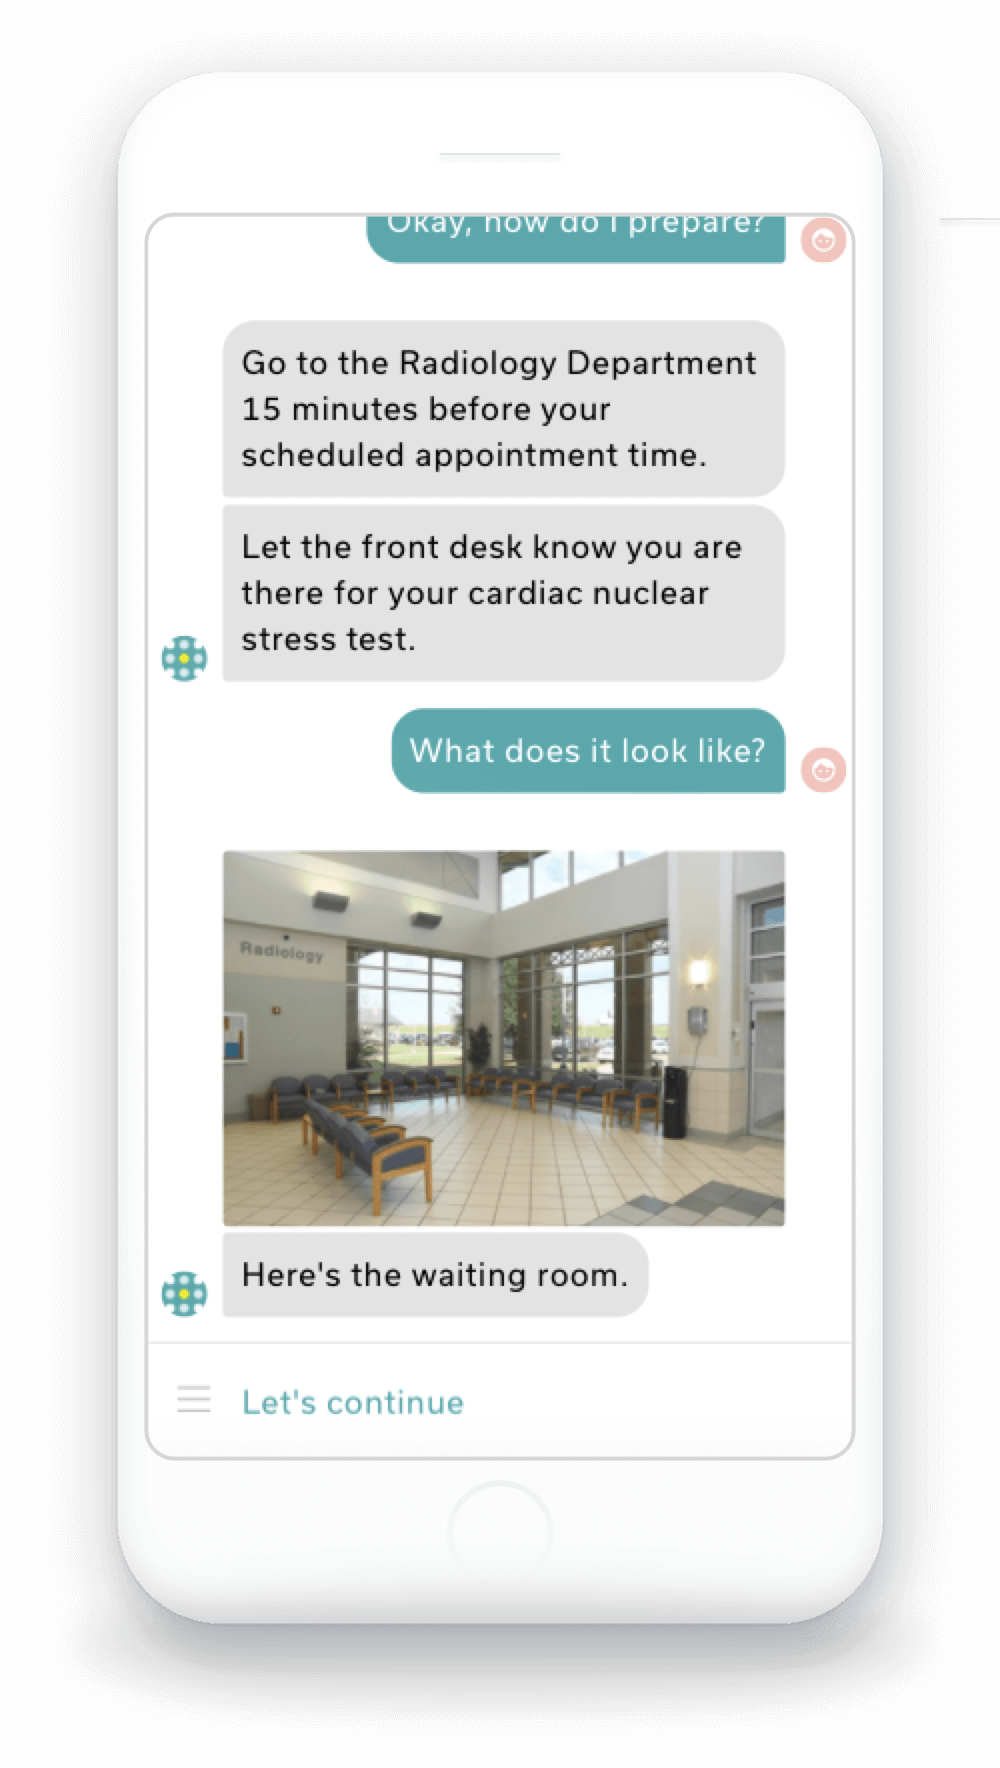 Okay, how do I prepare?
Go to the Radiology Department
15 minutes before your
scheduled appointment time.
Let the front desk know you are
there for your cardiac nuclear
stress test.
What does it look like?
Radiology
Here's the waiting room.
Let's continue